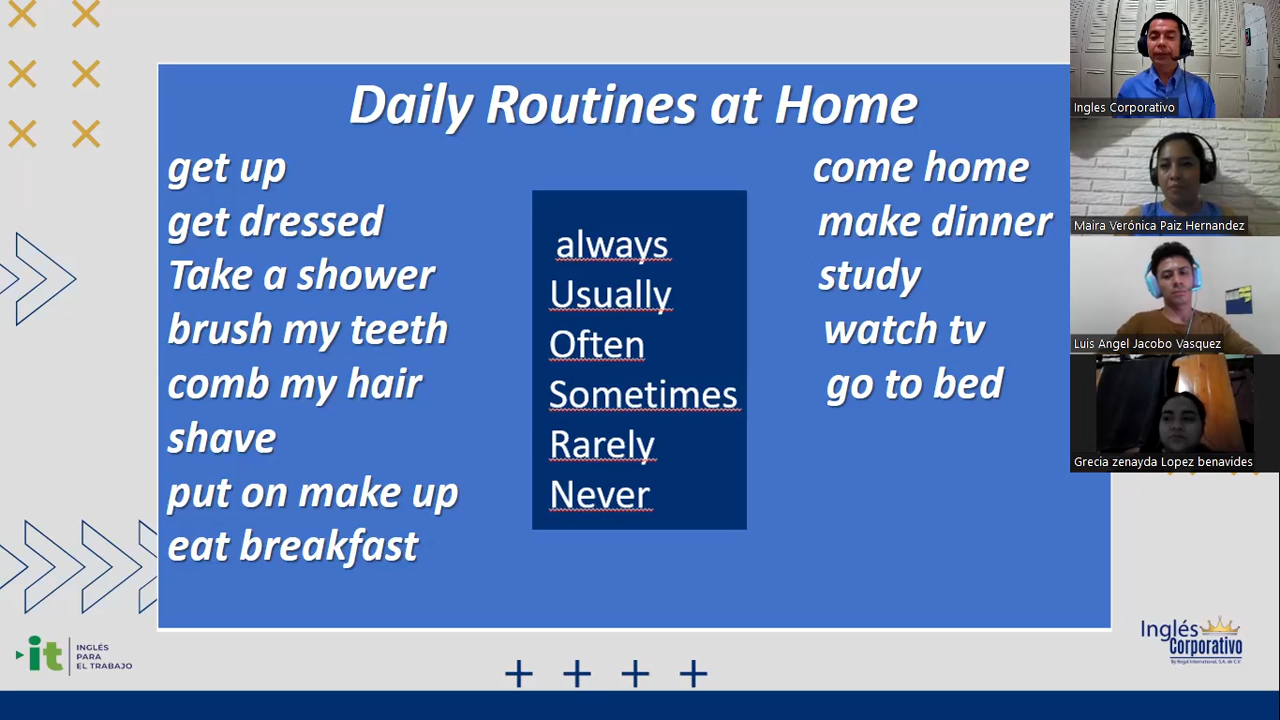 Daily Routines at Home
get up
get dressed
Take a shower
brush my teeth
comb my hair
shave
put on make up
eat breakfast
always
Usually
Often
Sometimes
Rarely
Never
come home
make dinner
study
watch tv
go to bed
Ingles Corporativo
Maira Verónica Paiz Hernandez
Luis Angel Jacobo Vasquez
Grecia zenayda Lopez benavides
it
INGLÉS
PARA
EL TRABAJO
Inglés
Corporativo
By Regal International, S.A. de C.V.